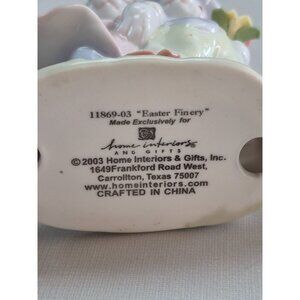 11869-03 "Easter Finery"
Made Exclusively for
home interiors
AND GIFTS
©2003 Home Interiors & Gifts, Inc.
1649Frankford Road West,
Carrollton, Texas 75007
www.homeinteriors.com
CRAFTED IN CHINA